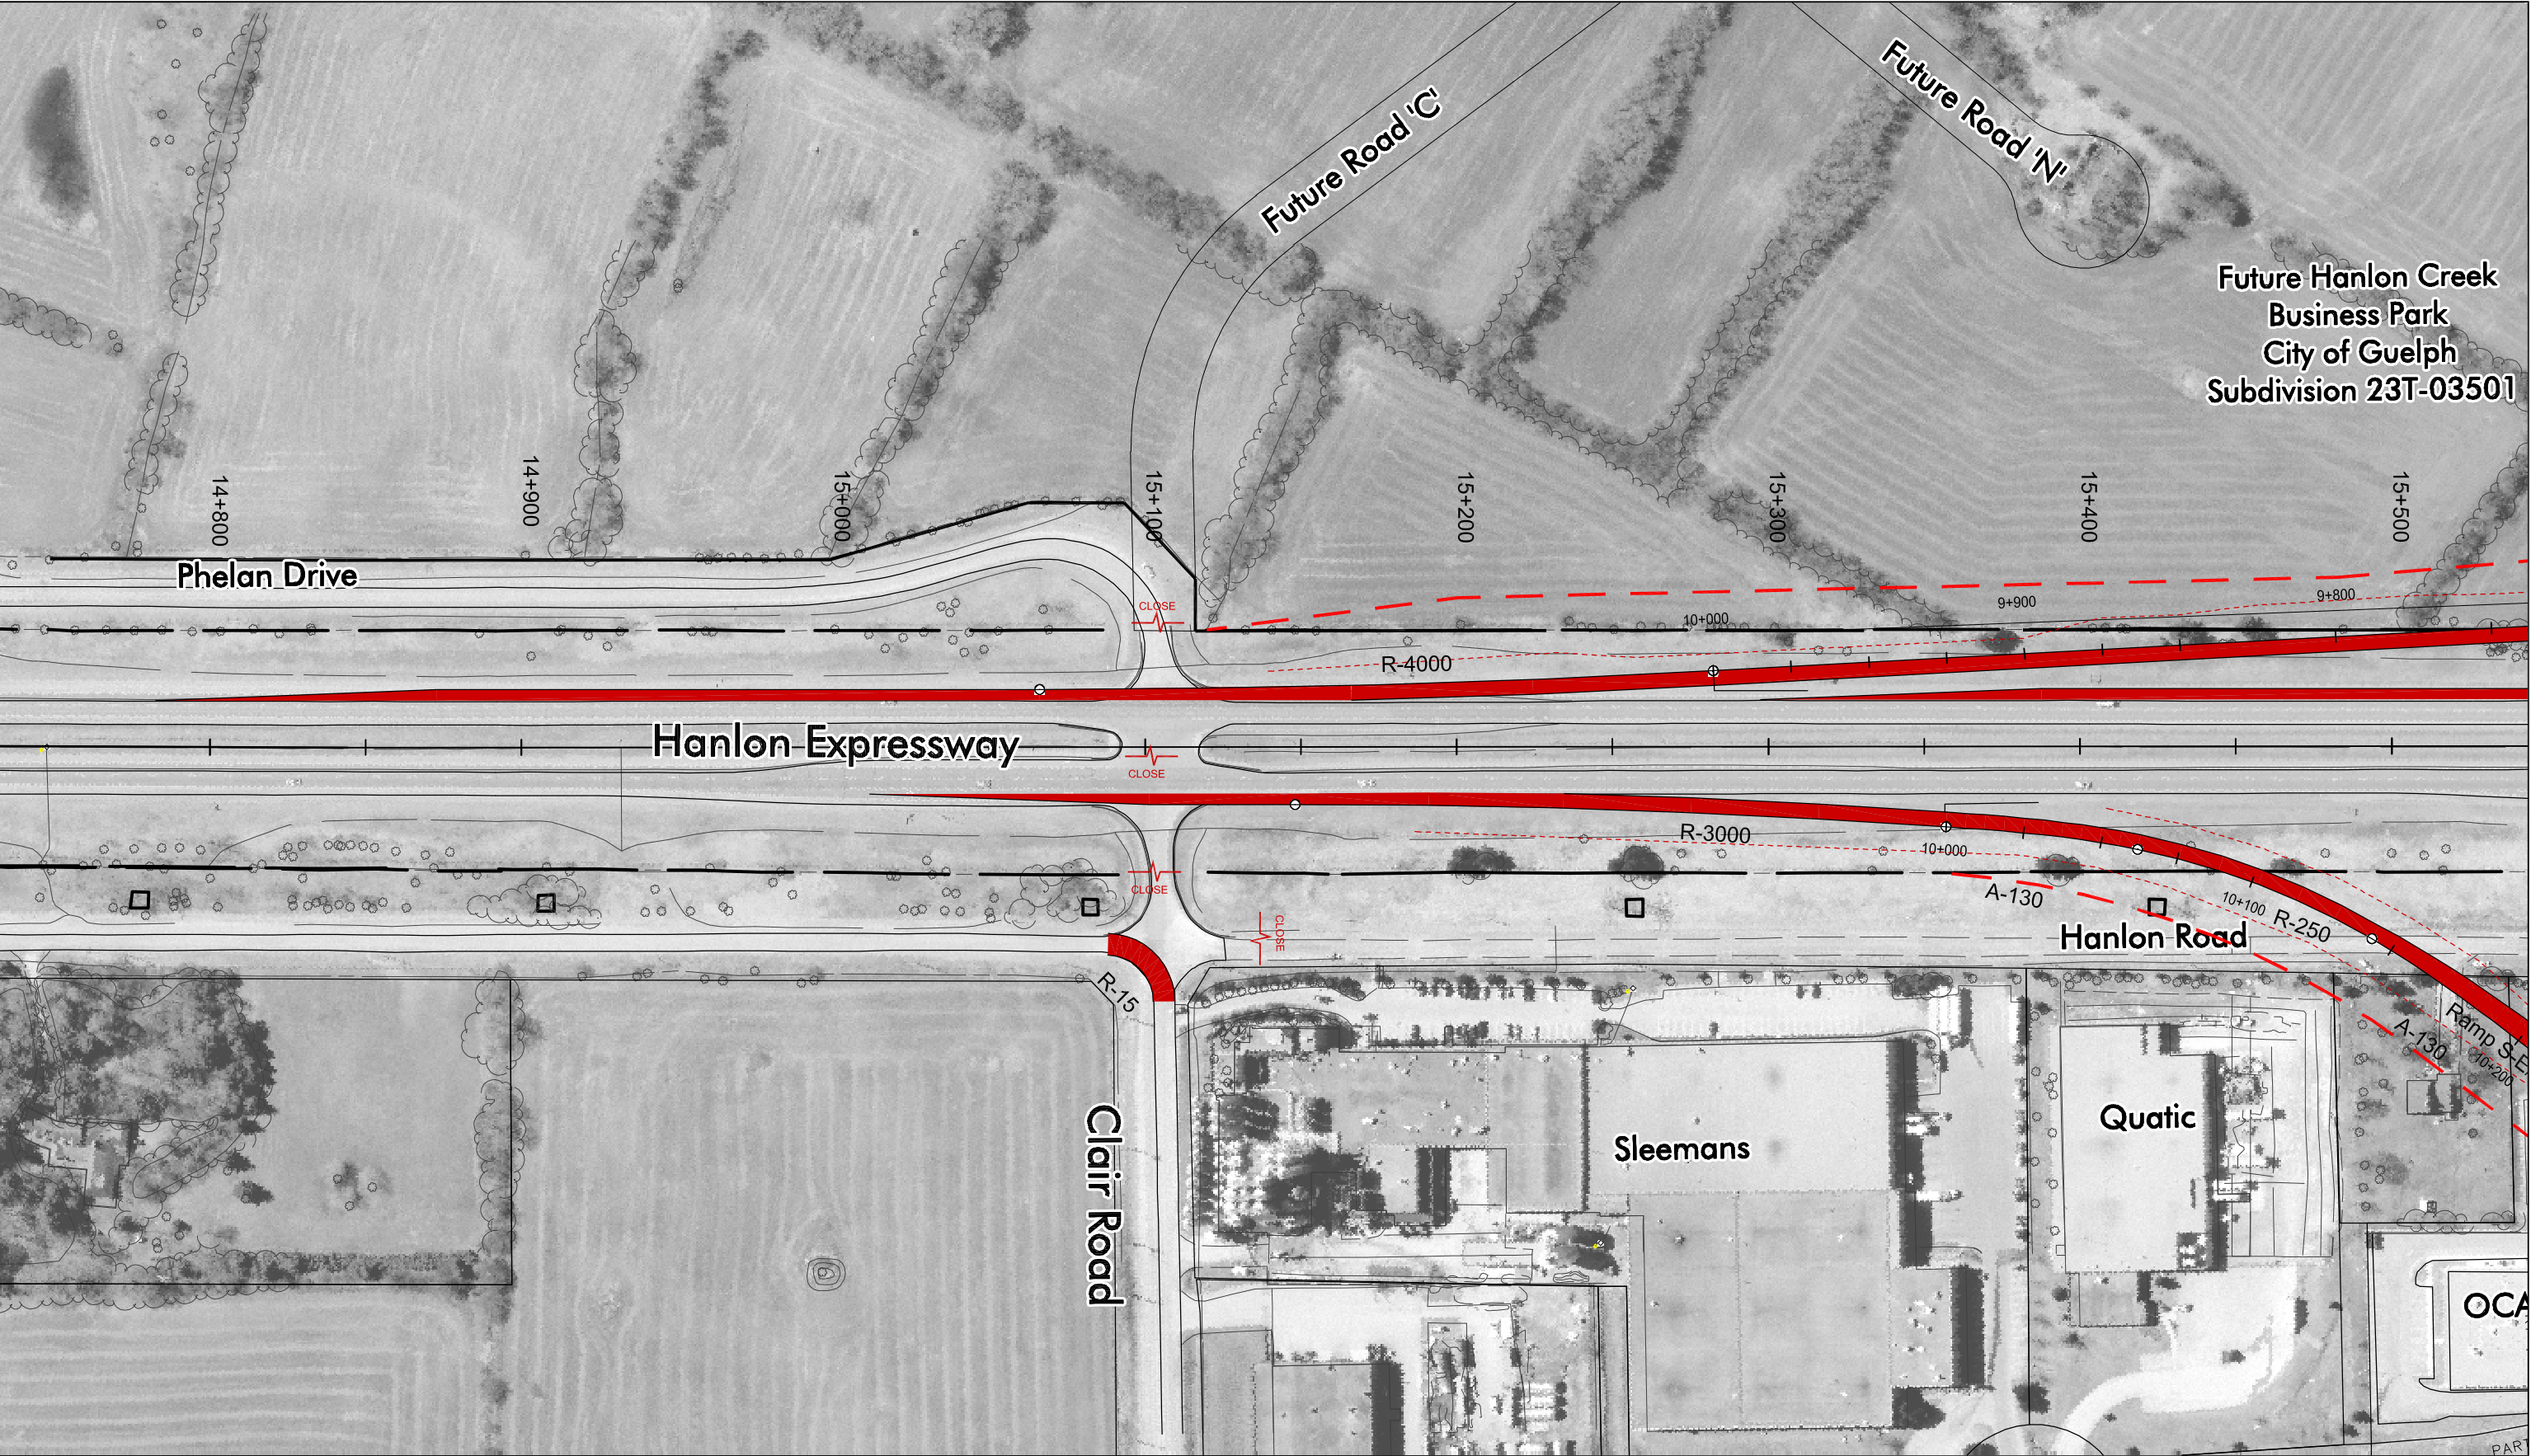 Future Road 'C'
Future Road 'N'
Future Hanlon Creek
Business Park
City of Guelph
Subdivision 23T-03501
14+800
14+900
15+000
15+100
15+200
15+300
15+400
15+500
Phelan Drive
CLOSE
10+000
9+900
9+800
R-4000
Hanlon Expressway
CLOSE
R-3000
10+000
CLOSE
A-130
10+100
R-250
CLOSE
Hanlon Road
R-15
Ramp S-E
A-130
10+200
Clair Road
Sleemans
Quatic
OCA
PART